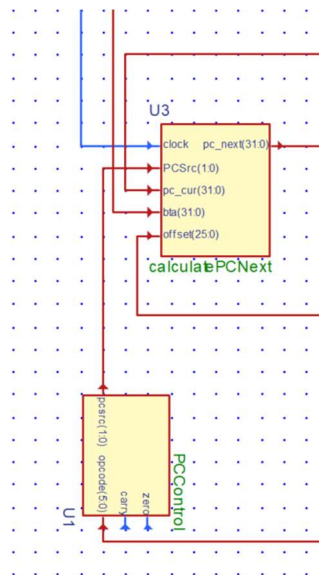 U3
clock pc_next(31:0)
PCSrc(1:0)
pc_cur(31:0)
bta(31:0)
offset(25:0)
calculatePCNext
pcsrc(1:0)
opcode(5:0)
carry
zero
PCControl
U1